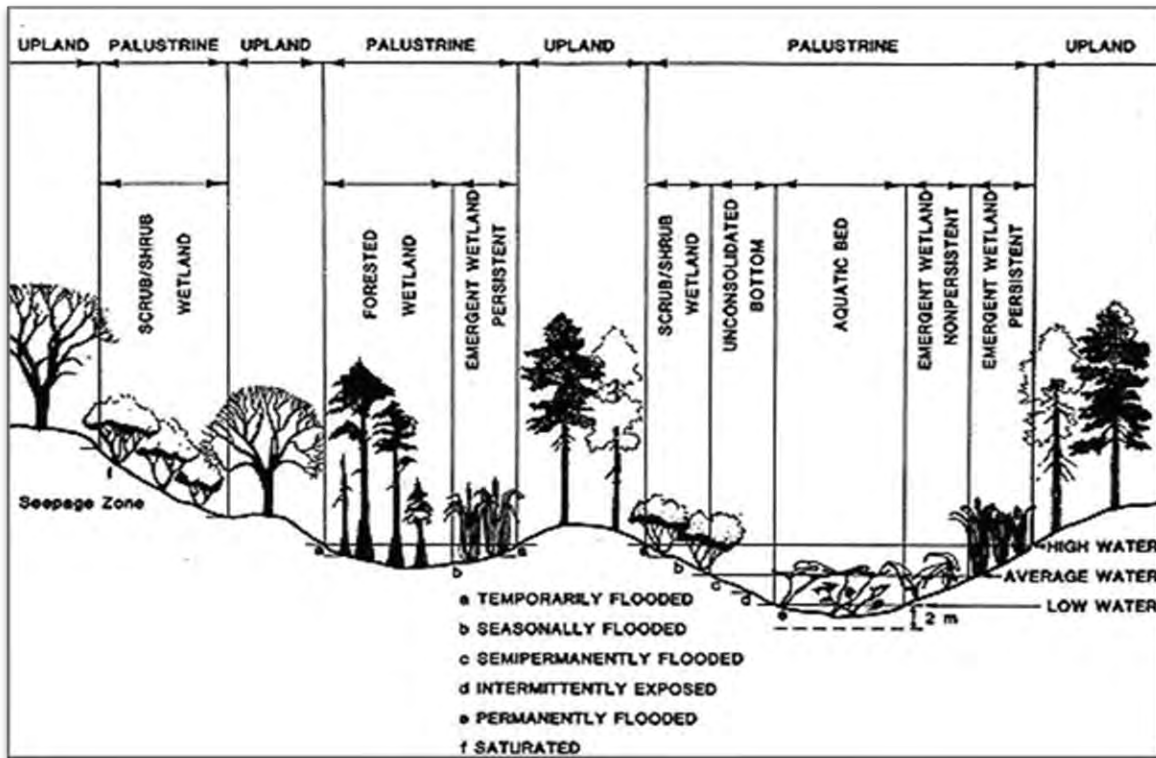 UPLAND PALUSTRINE UPLAND PALUSTRINE UPLAND PALUSTRINE UPLAND
SCRUB/SHRUB
WETLAND
FORESTED
WETLAND
EMERGENT WETLAND
PERSISTENT
SCRUB/SHRUB
WETLAND
UNCONSOLIDATED
BOTTOM
AQUATIC BED
EMERGENT WETLAND
NONPERSISTENT
EMERGENT WETLAND
PERSISTENT
f
Seepage Zone
a
b
a
a
b
c
d
e
HIGH WATER
AVERAGE WATER
LOW WATER
2 m
a TEMPORARILY FLOODED
b SEASONALLY FLOODED
c SEMIPERMANENTLY FLOODED
d INTERMITTENTLY EXPOSED
e PERMANENTLY FLOODED
f SATURATED